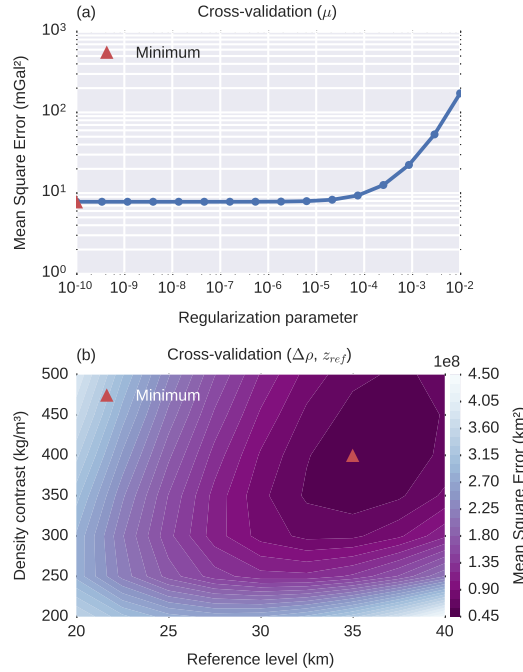 (a) Cross-validation (μ)
Minimum
Mean Square Error (mGal²)
10³
10²
10¹
10⁰
10⁻¹⁰ 10⁻⁹ 10⁻⁸ 10⁻⁷ 10⁻⁶ 10⁻⁵ 10⁻⁴ 10⁻³ 10⁻²
Regularization parameter
(b) Cross-validation (Δρ, z_ref) 1e8
Minimum
Density contrast (kg/m³)
500
450
400
350
300
250
200
20 25 30 35 40
Reference level (km)
4.50
4.05
3.60
3.15
2.70
2.25
1.80
1.35
0.90
0.45
Mean Square Error (km²)